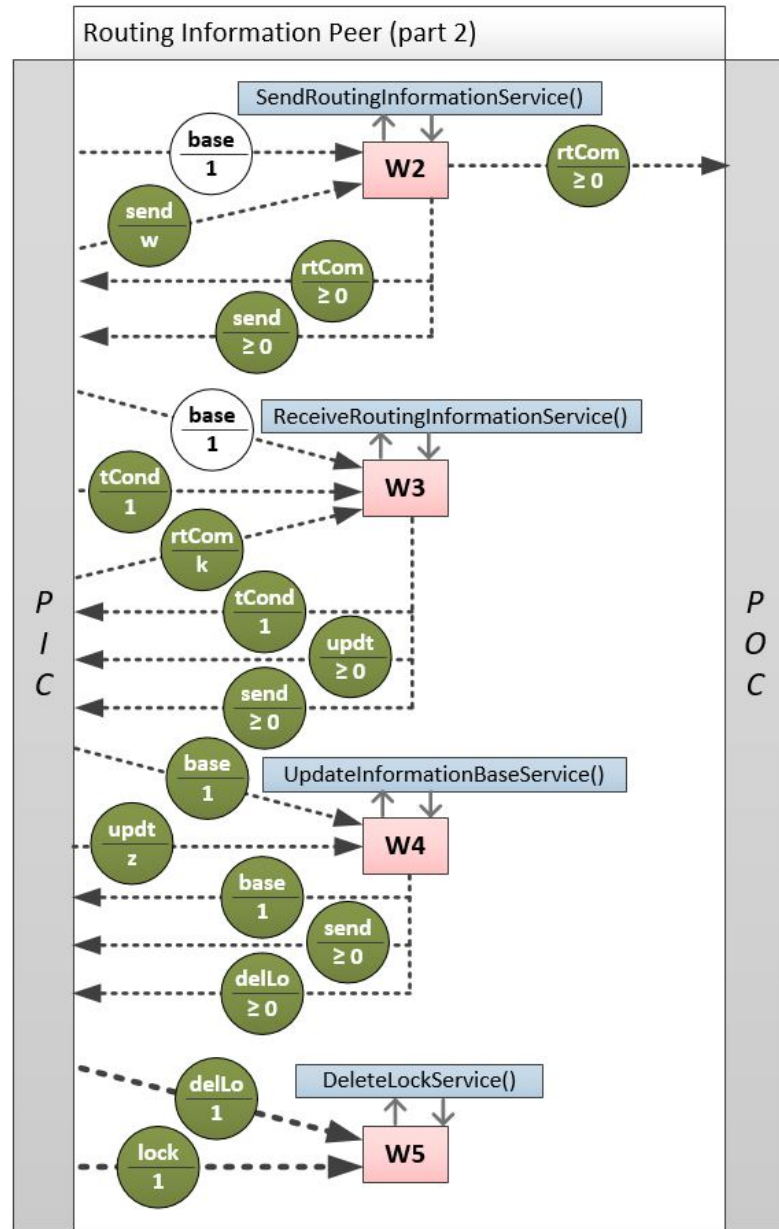 Routing Information Peer (part 2)
SendRoutingInformationService()
base
1
W2
rtCom
≥ 0
send
w
rtCom
≥ 0
send
≥ 0
ReceiveRoutingInformationService()
base
1
W3
tCond
1
rtCom
k
tCond
1
updt
≥ 0
send
≥ 0
P
I
C
P
O
C
UpdateInformationBaseService()
base
1
W4
updt
z
base
1
send
≥ 0
delLo
≥ 0
DeleteLockService()
delLo
1
W5
lock
1